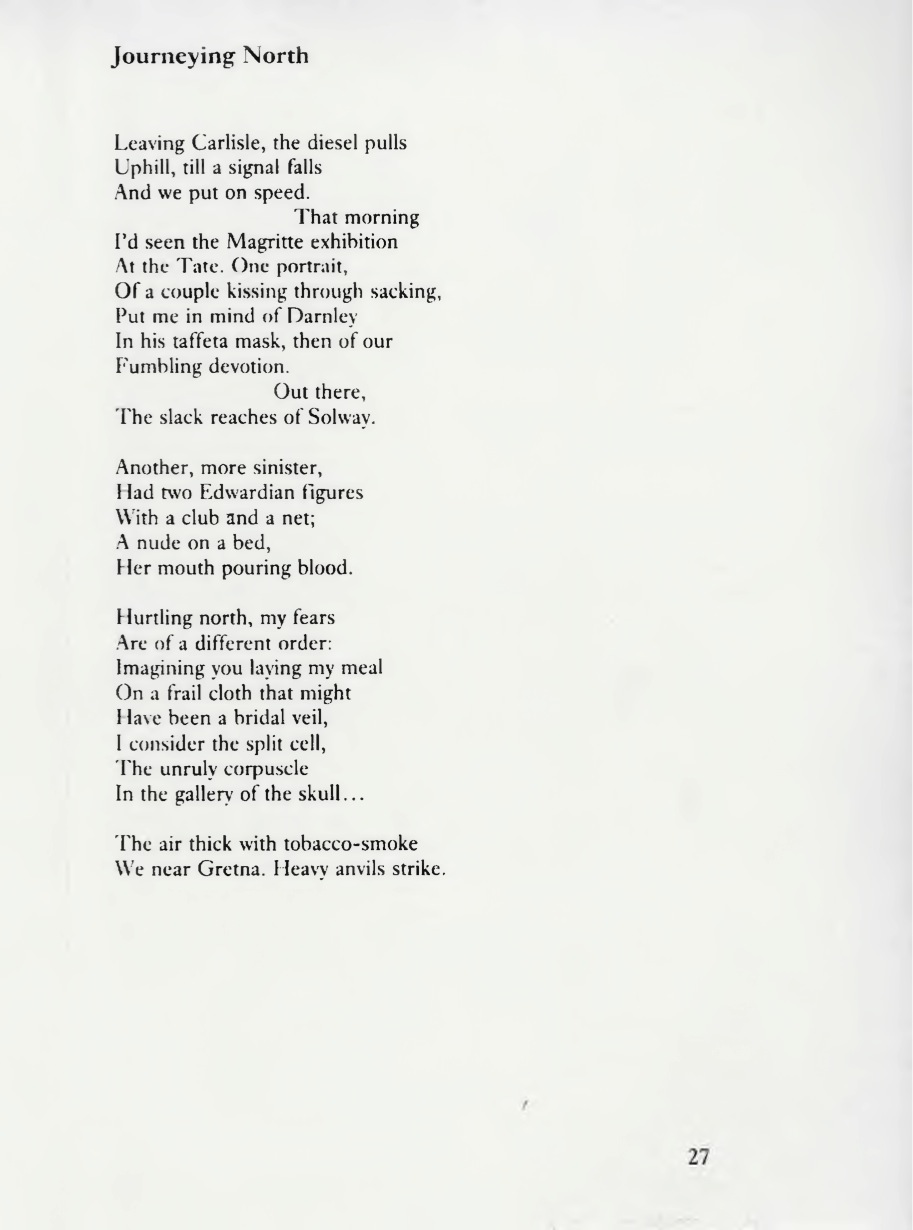 Journeying North
Leaving Carlisle, the diesel pulls
Uphill, till a signal falls
And we put on speed.
That morning
I'd seen the Magritte exhibition
At the Tate. One portrait,
Of a couple kissing through sacking,
Put me in mind of Darnley
In his taffeta mask, then of our
Fumbling devotion.
Out there,
The slack reaches of Solway.
Another, more sinister,
Had two Edwardian figures
With a club and a net;
A nude on a bed,
Her mouth pouring blood.
Hurtling north, my fears
Are of a different order:
Imagining you laying my meal
On a frail cloth that might
Have been a bridal veil,
I consider the split cell,
The unruly corpuscle
In the gallery of the skull...
The air thick with tobacco-smoke
We near Gretna. Heavy anvils strike.
27